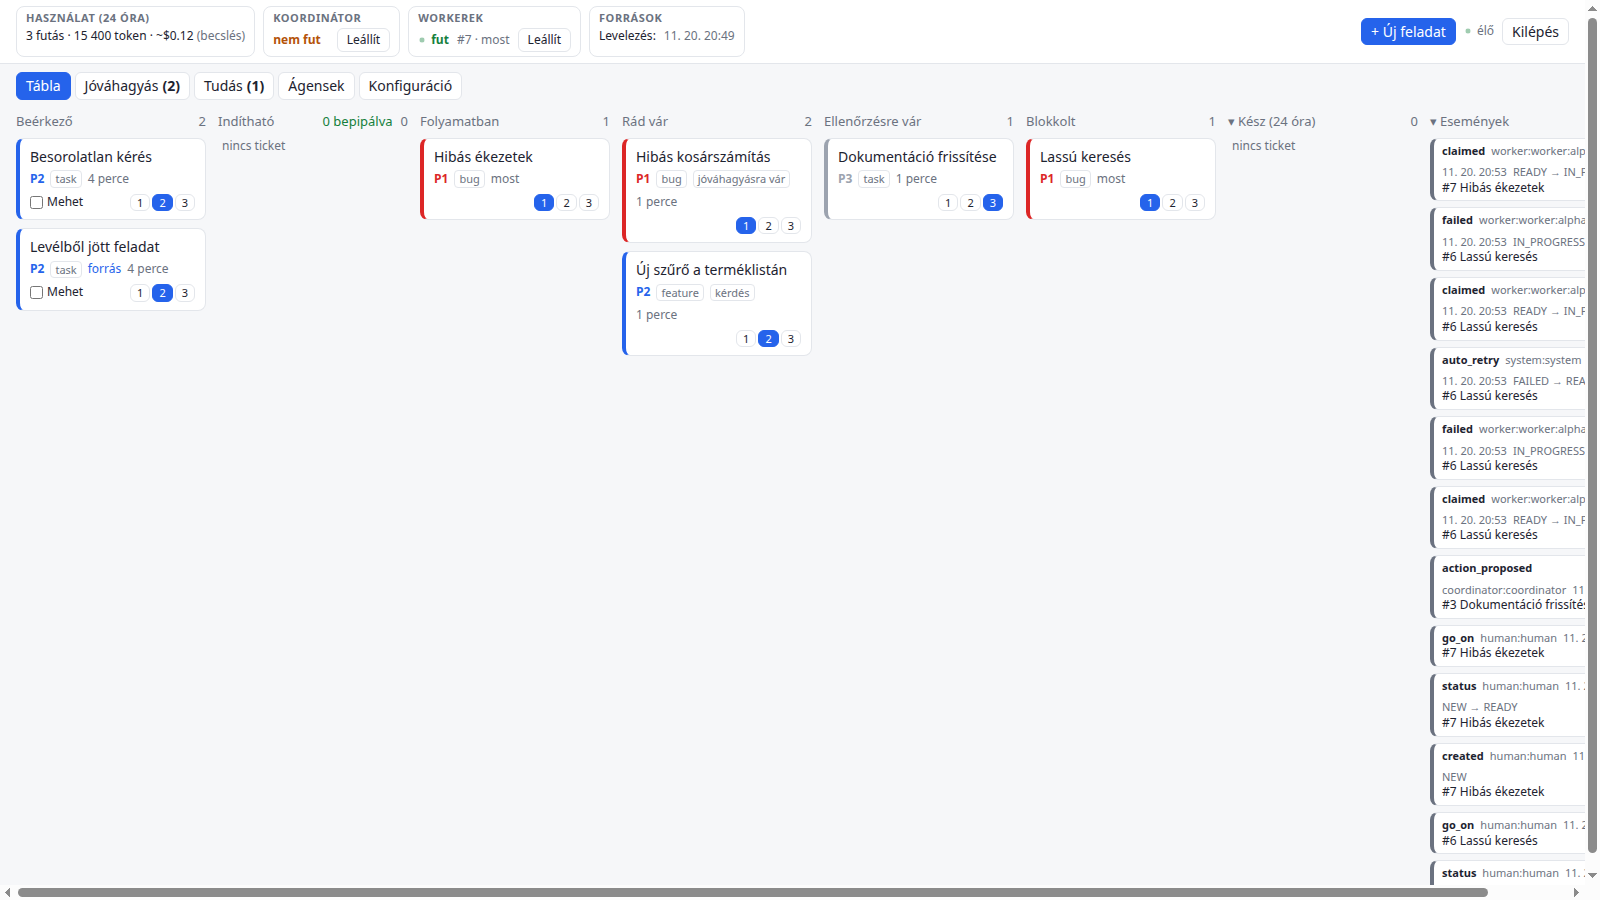 HASZNÁLAT (24 ÓRA)
3 futás · 15 400 token · ~$0.12 (becslés)
KOORDINÁTOR
nem fut Leállít
WORKEREK
fut #7 · most Leállít
FORRÁSOK
Levelezés: 11. 20. 20:49
+ Új feladat
élő
Kilépés
Tábla
Jóváhagyás (2)
Tudás (1)
Ágensek
Konfiguráció
Beérkező 2
Besorolatlan kérés
P2 task 4 perce
Mehet 1 2 3
Levélből jött feladat
P2 task forrás 4 perce
Mehet 1 2 3
Indítható 0 bepipálva 0
nincs ticket
Folyamatban 1
Hibás ékezetek
P1 bug most
1 2 3
Rád vár 2
Hibás kosárszámítás
P1 bug jóváhagyásra vár
1 perce
1 2 3
Új szűrő a terméklistán
P2 feature kérdés
1 perce
1 2 3
Ellenőrzésre vár 1
Dokumentáció frissítése
P3 task 1 perce
1 2 3
Blokkolt 1
Lassú keresés
P1 bug most
1 2 3
▾ Kész (24 óra) 0
nincs ticket
▾ Események
claimed worker:worker:alp
11. 20. 20:53 READY → IN_F
#7 Hibás ékezetek
failed worker:worker:alpha
11. 20. 20:53 IN_PROGRESS
#6 Lassú keresés
claimed worker:worker:alp
11. 20. 20:53 READY → IN_F
#6 Lassú keresés
auto_retry system:system
11. 20. 20:53 FAILED → REA
#6 Lassú keresés
failed worker:worker:alpha
11. 20. 20:53 IN_PROGRESS
#6 Lassú keresés
claimed worker:worker:alp
11. 20. 20:53 READY → IN_F
#6 Lassú keresés
action_proposed
coordinator:coordinator 11
#3 Dokumentáció frissítés
go_on human:human 11. 2
#7 Hibás ékezetek
status human:human 11.
NEW → READY
#7 Hibás ékezetek
created human:human 11
NEW
#7 Hibás ékezetek
go_on human:human 11. 2
#6 Lassú keresés
status human:human 11.